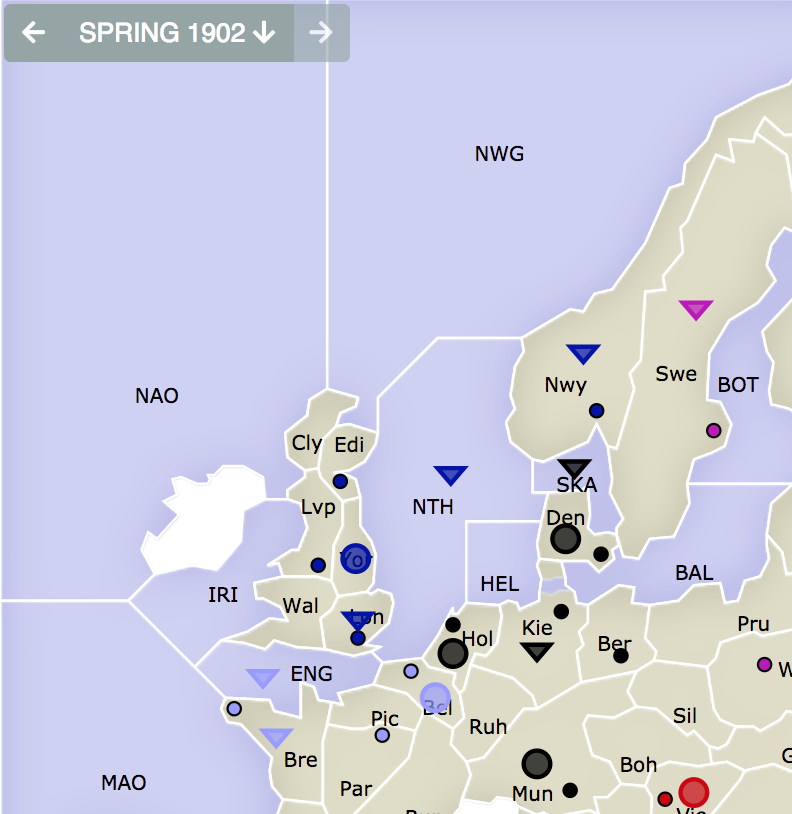 ← SPRING 1902 ↓ →
NWG
NAO
Nwy
Swe
BOT
Cly
Edi
NTH
SKA
Lvp
Den
Yor
HEL
BAL
IRI
Wal
Lon
Hol
Kie
Ber
Pru
W
ENG
Bel
Pic
Ruh
Sil
Bre
Par
Boh
G
MAO
Mun
Vie
Bur